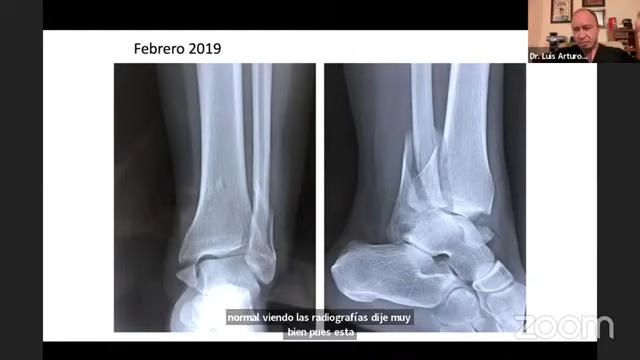 Febrero 2019
Dr. Luis Arturo...
normal viendo las radiografías dije muy
bien pues esta
zoom